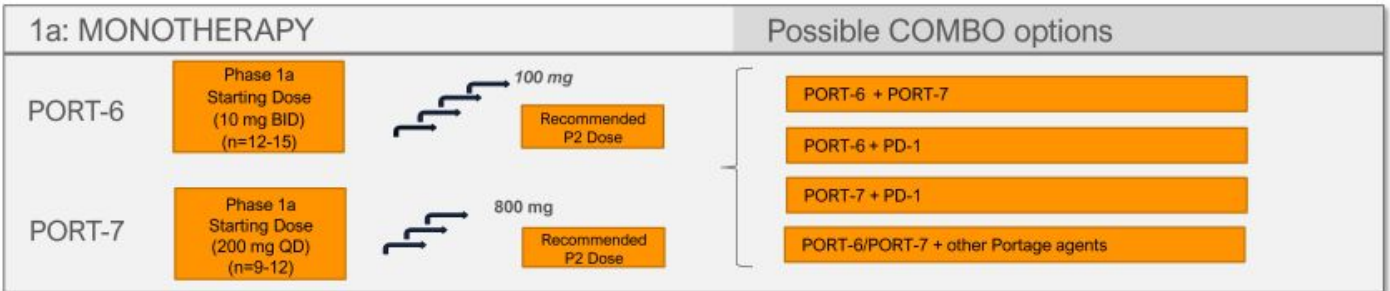 1a: MONOTHERAPY
Possible COMBO options
PORT-6
Phase 1a
Starting Dose
(10 mg BID)
(n=12-15)
100 mg
Recommended
P2 Dose
PORT-7
Phase 1a
Starting Dose
(200 mg QD)
(n=9-12)
800 mg
Recommended
P2 Dose
PORT-6 + PORT-7
PORT-6 + PD-1
PORT-7 + PD-1
PORT-6/PORT-7 + other Portage agents